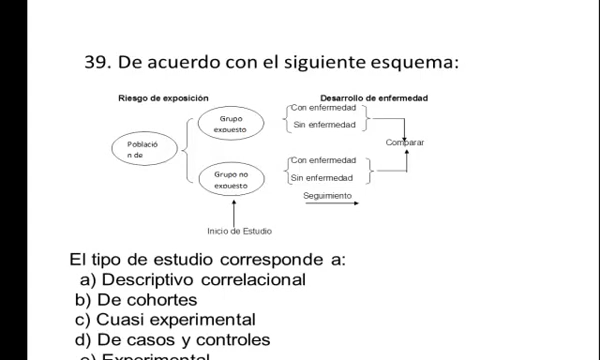 39. De acuerdo con el siguiente esquema:
Riesgo de exposición
Desarrollo de enfermedad
Població
n de
Grupo
expuesto
Con enfermedad
Sin enfermedad
Comparar
Grupo no
expuesto
Con enfermedad
Sin enfermedad
Seguimiento
Inicio de Estudio
El tipo de estudio corresponde a:
a) Descriptivo correlacional
b) De cohortes
c) Cuasi experimental
d) De casos y controles
e) Experimental